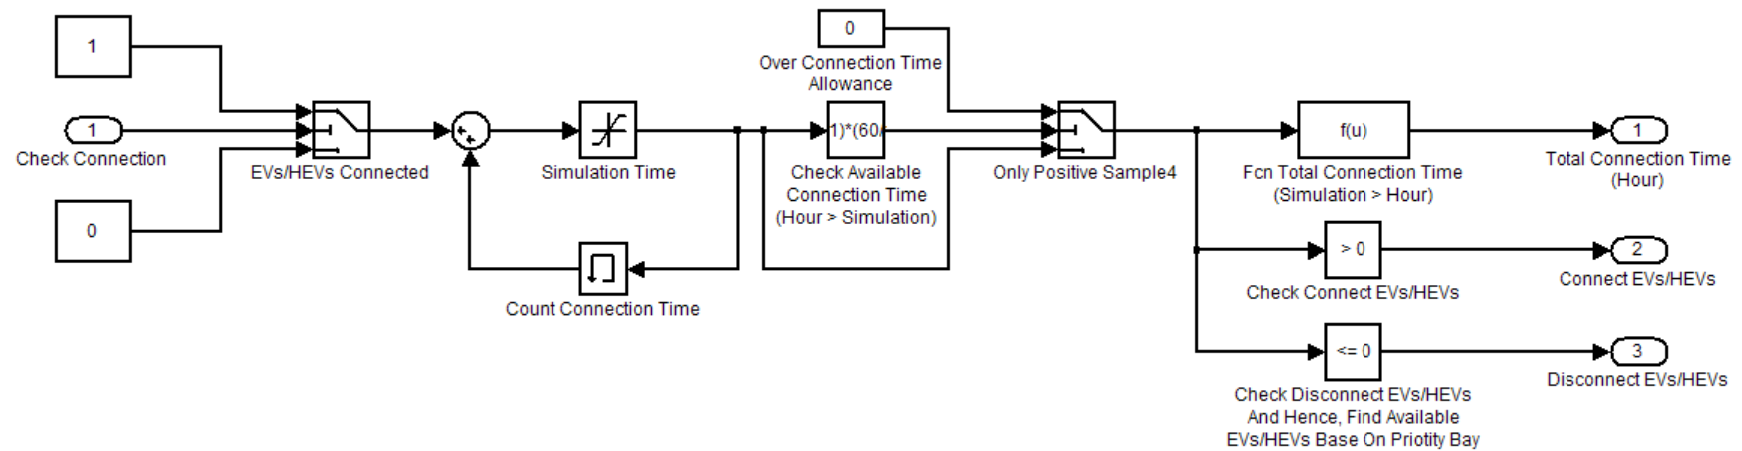 1
1
Check Connection
0
EVs/HEVs Connected
Simulation Time
Count Connection Time
0
Over Connection Time
Allowance
1)*(60/
Check Available
Connection Time
(Hour > Simulation)
Only Positive Sample4
f(u)
Fcn Total Connection Time
(Simulation > Hour)
1
Total Connection Time
(Hour)
> 0
Check Connect EVs/HEVs
2
Connect EVs/HEVs
<= 0
Check Disconnect EVs/HEVs
And Hence, Find Available
EVs/HEVs Base On Priotity Bay
3
Disconnect EVs/HEVs